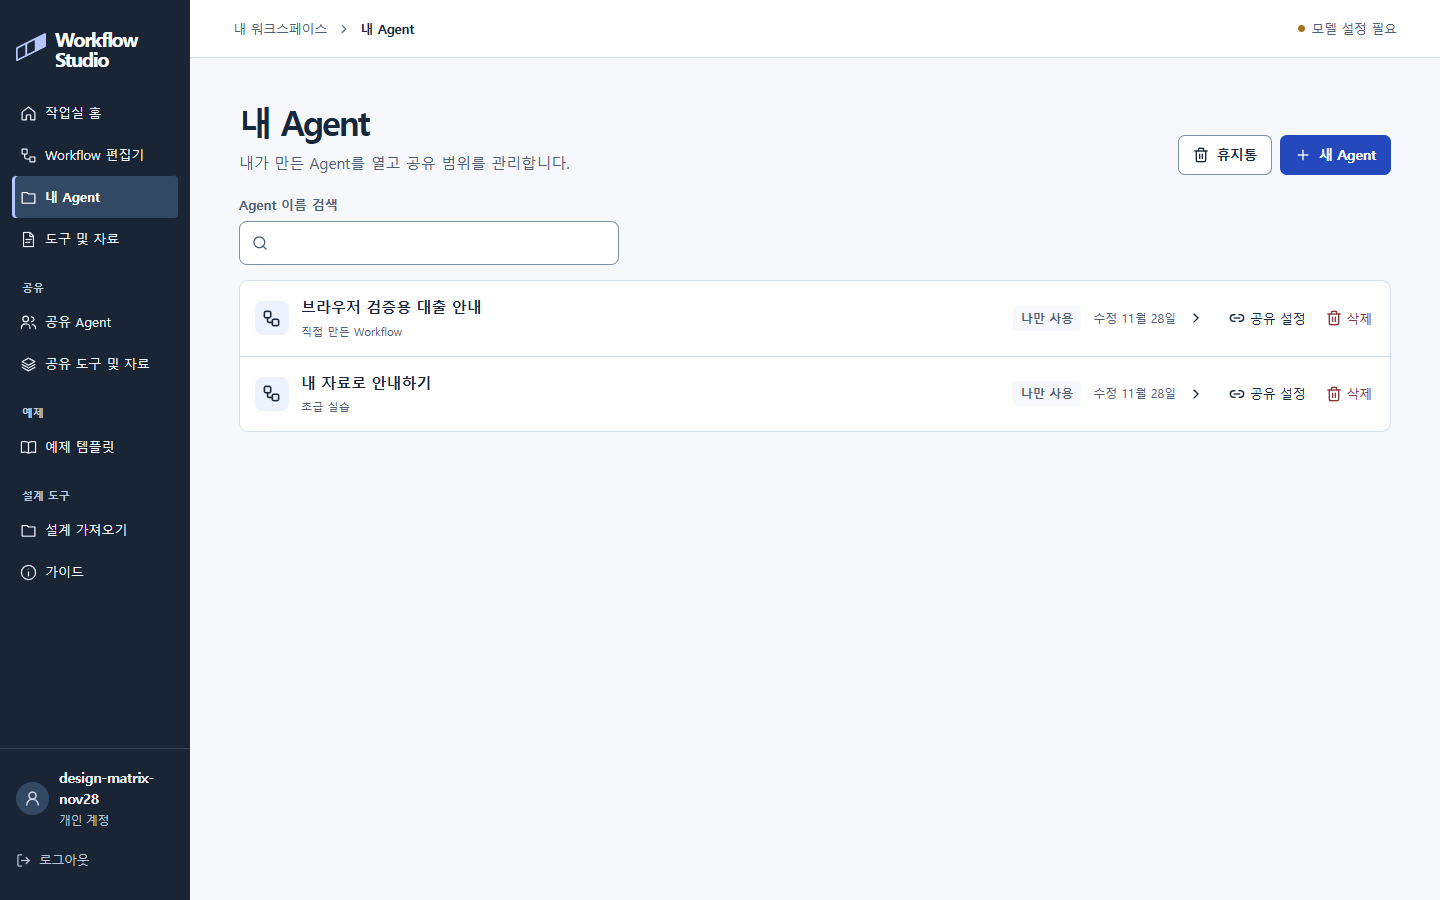 Workflow
Studio
작업실 홈
Workflow 편집기
내 Agent
도구 및 자료
공유
공유 Agent
공유 도구 및 자료
예제
예제 템플릿
설계 도구
설계 가져오기
가이드
design-matrix-
nov28
개인 계정
로그아웃
내 워크스페이스 > 내 Agent
모델 설정 필요
내 Agent
내가 만든 Agent를 열고 공유 범위를 관리합니다.
휴지통
+ 새 Agent
Agent 이름 검색
브라우저 검증용 대출 안내
직접 만든 Workflow
나만 사용 수정 11월 28일 > 공유 설정 삭제
내 자료로 안내하기
초급 실습
나만 사용 수정 11월 28일 > 공유 설정 삭제